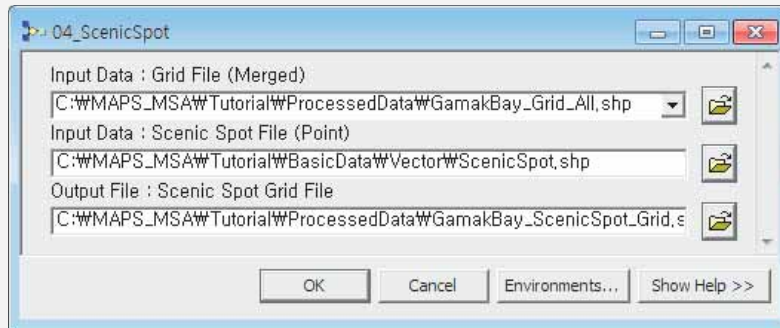 04_ScenicSpot
Input Data : Grid File (Merged)
C:₩MAPS_MSA₩Tutorial₩ProcessedData₩GamakBay_Grid_All.shp
Input Data : Scenic Spot File (Point)
C:₩MAPS_MSA₩Tutorial₩BasicData₩Vector₩ScenicSpot.shp
Output File : Scenic Spot Grid File
C:₩MAPS_MSA₩Tutorial₩ProcessedData₩GamakBay_ScenicSpot_Grid.s
OK Cancel Environments... Show Help >>